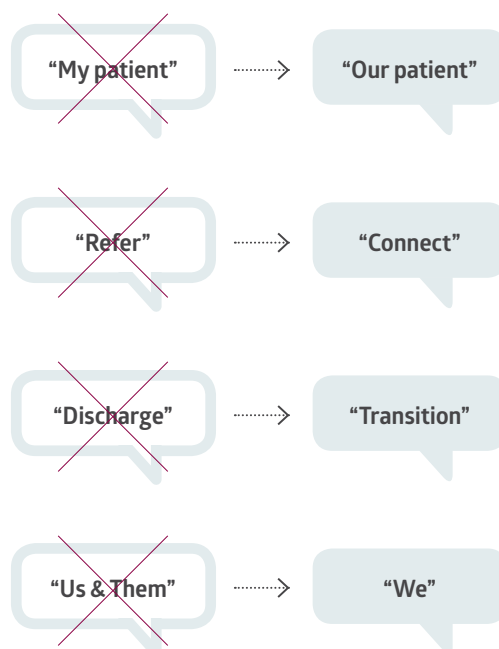 “My patient”
“Our patient”
“Refer”
“Connect”
“Discharge”
“Transition”
“Us & Them”
“We”